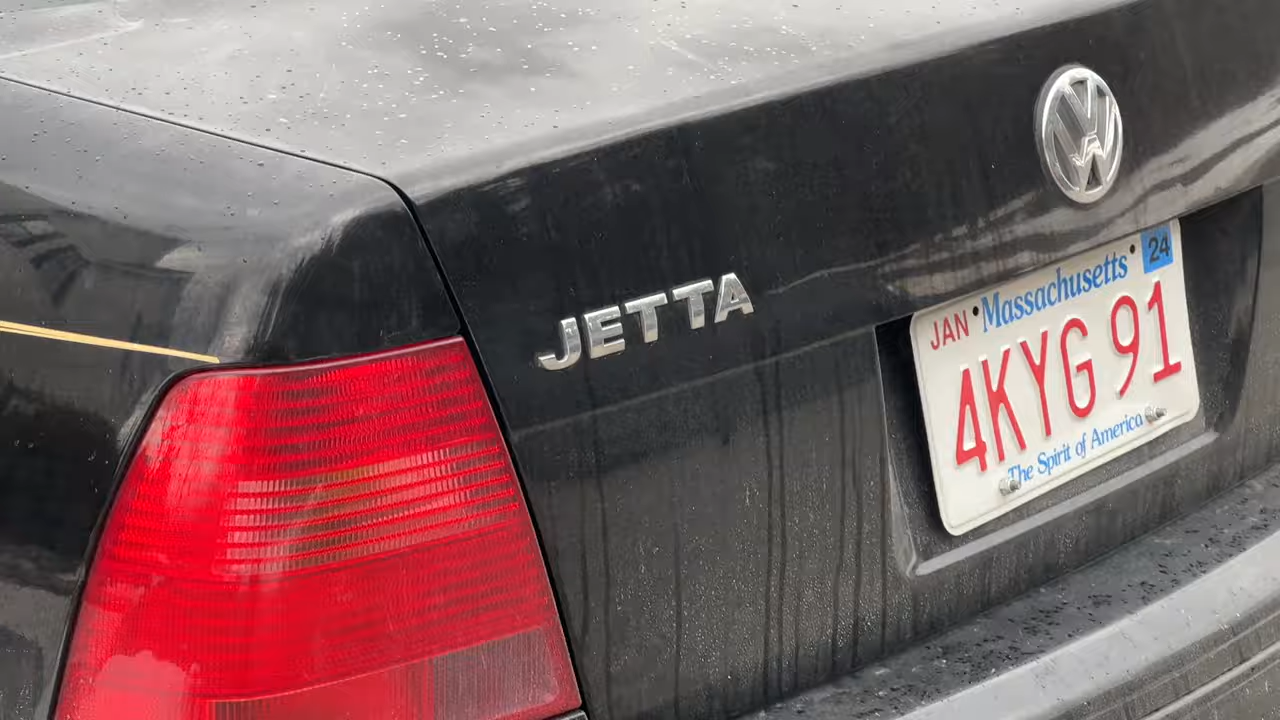 JETTA
Massachusetts
24
JAN
4KYG 91
The Spirit of America